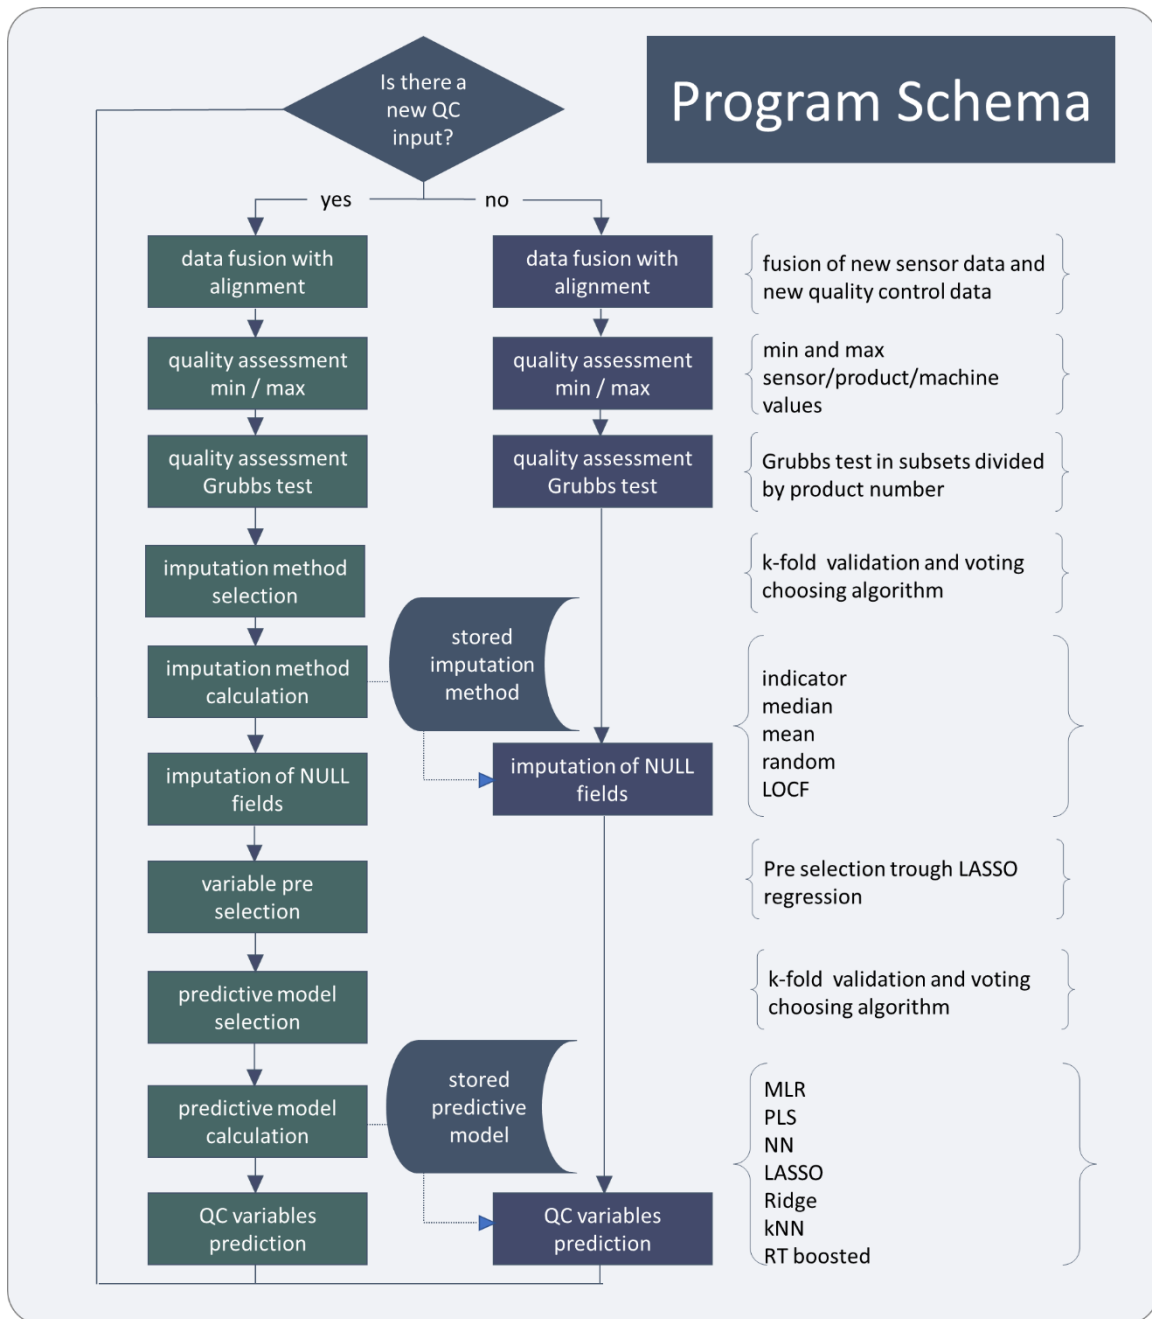 Is there a
new QC
input?
Program Schema
yes
no
data fusion with
alignment
data fusion with
alignment
fusion of new sensor data and
new quality control data
quality assessment
min / max
quality assessment
min / max
min and max
sensor/product/machine
values
quality assessment
Grubbs test
quality assessment
Grubbs test
Grubbs test in subsets divided
by product number
imputation method
selection
k-fold  validation and voting
choosing algorithm
imputation method
calculation
stored
imputation
method
imputation of NULL
fields
imputation of NULL
fields
indicator
median
mean
random
LOCF
variable pre
selection
Pre selection trough LASSO
regression
predictive model
selection
k-fold  validation and voting
choosing algorithm
predictive model
calculation
stored
predictive
model
QC variables
prediction
QC variables
prediction
MLR
PLS
NN
LASSO
Ridge
kNN
RT boosted